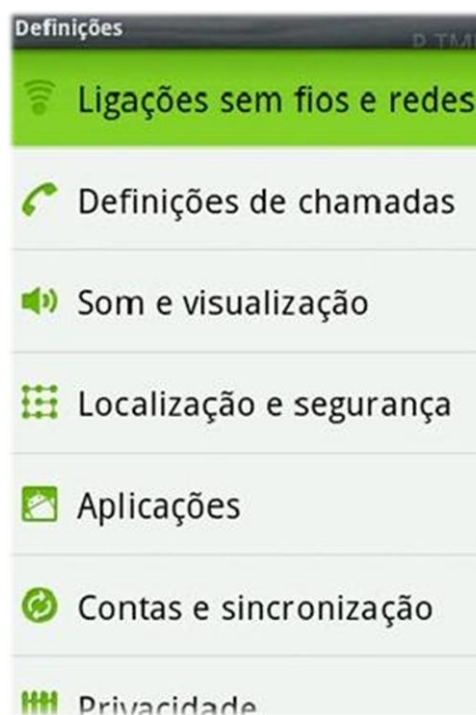 Definições
Ligações sem fios e redes
Definições de chamadas
Som e visualização
Localização e segurança
Aplicações
Contas e sincronização
Privacidade